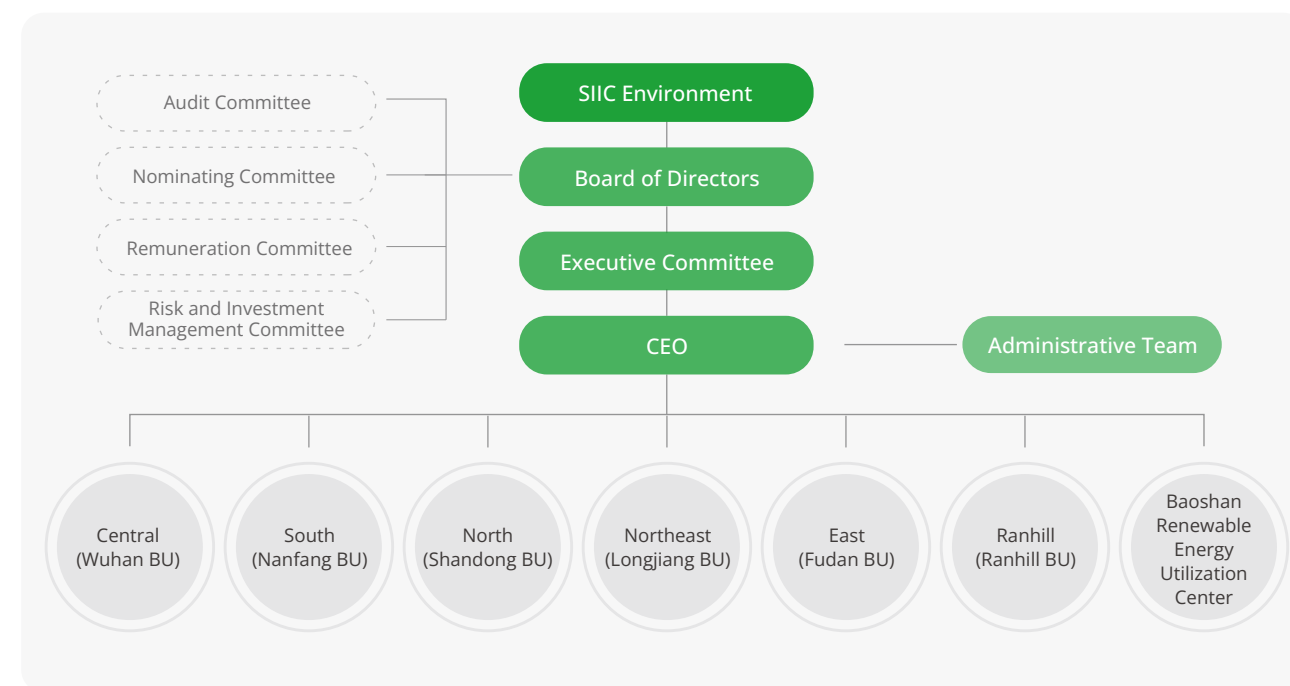 SIIC Environment
Board of Directors
Executive Committee
CEO
Audit Committee
Nominating Committee
Remuneration Committee
Risk and Investment
Management Committee
Administrative Team
Central
(Wuhan BU)
South
(Nanfang BU)
North
(Shandong BU)
Northeast
(Longjiang BU)
East
(Fudan BU)
Ranhill
(Ranhill BU)
Baoshan
Renewable
Energy
Utilization
Center